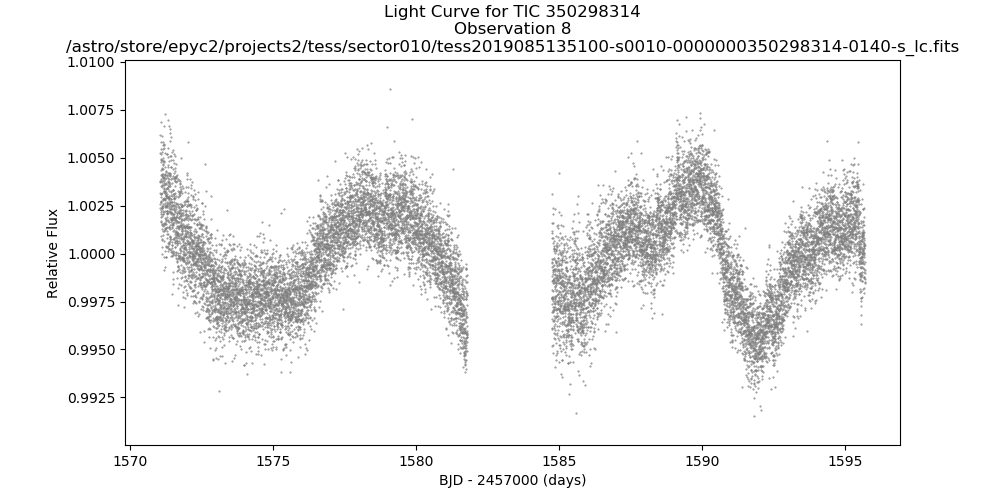 Light Curve for TIC 350298314
Observation 8
/astro/store/epyc2/projects2/tess/sector010/tess2019085135100-s0010-0000000350298314-0140-s_lc.fits
1.0100
1.0075
1.0050
1.0025
1.0000
0.9975
0.9950
0.9925
Relative Flux
1570
1575
1580
1585
1590
1595
BJD - 2457000 (days)